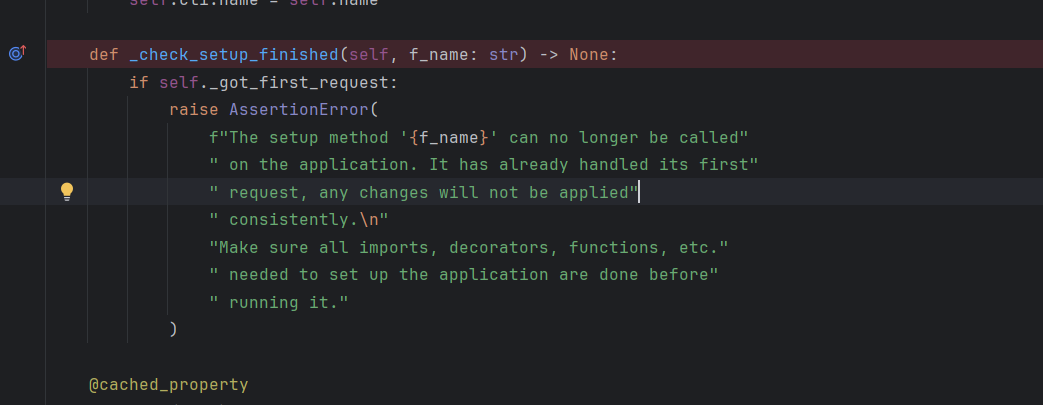 self.cli.name = self.name
def _check_setup_finished(self, f_name: str) -> None:
if self._got_first_request:
raise AssertionError(
f"The setup method '{f_name}' can no longer be called"
" on the application. It has already handled its first"
" request, any changes will not be applied"
" consistently.\n"
"Make sure all imports, decorators, functions, etc."
" needed to set up the application are done before"
" running it."
)
@cached_property